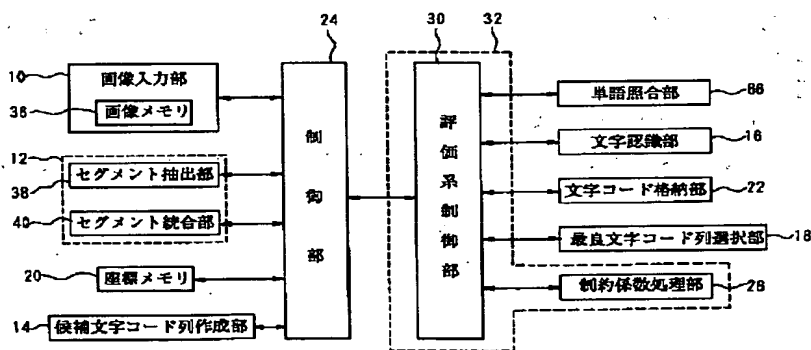 24
30
32
10
画像入力部
36
画像メモリ
12
38
セグメント抽出部
40
セグメント統合部
20
座標メモリ
14
候補文字コード列作成部
制御部
評価系制御部
単語照合部
66
文字認識部
16
文字コード格納部
22
最良文字コード列選択部
18
制約係数処理部
26